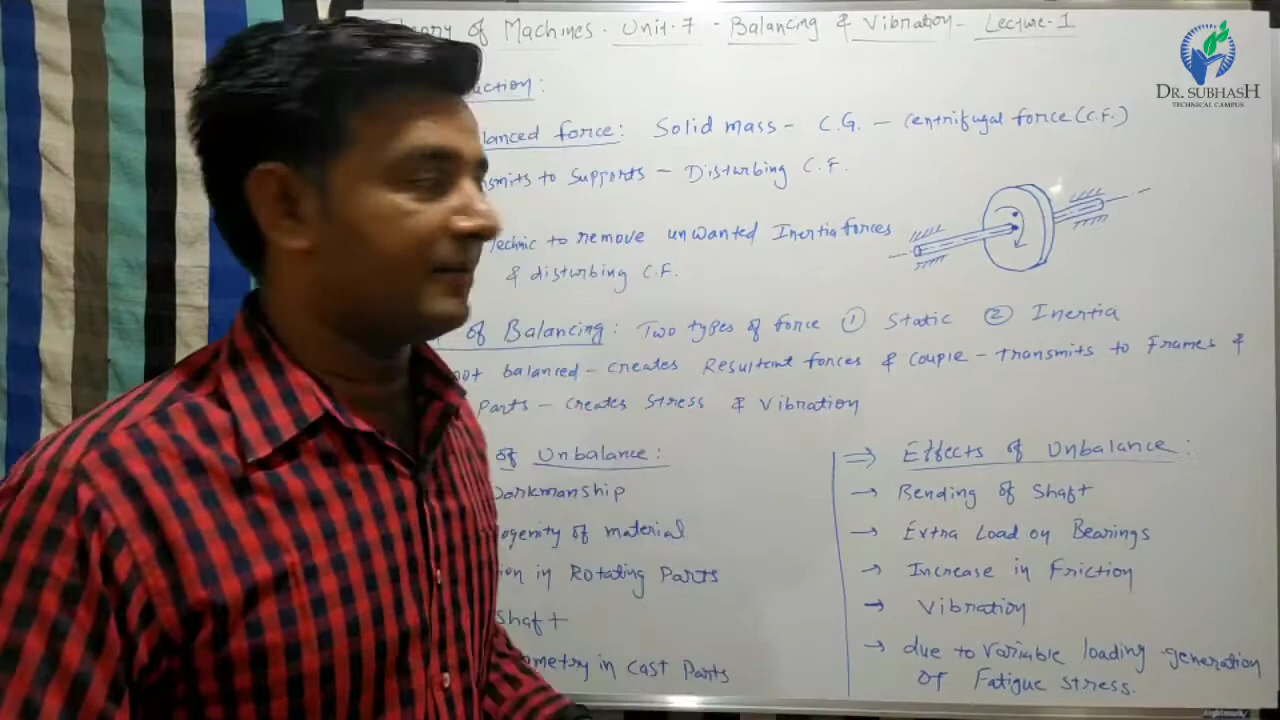 of Machines. Unit-7 - Balancing & Vibration - Lecture-1
DR. SUBHASH
TECHNICAL CAMPUS
force: Solid mass - C.G. - centrifugal force (C.F.)
to supports - Disturbing C.F.
Technic to remove unwanted Inertia forces
& disturbing C.F.
of Balancing: Two types of force ① Static ② Inertia
balanced - creates Resultant forces & couple - transmits to Frames &
Parts - creates stress & Vibration
of Unbalance:
of material
in Rotating Parts
shaft
in cast Parts
⇒ Effects of Unbalance:
→ Bending of Shaft
→ Extra Load on Bearings
→ Increase in Friction
→ Vibration
→ due to variable loading generation
of Fatigue stress.